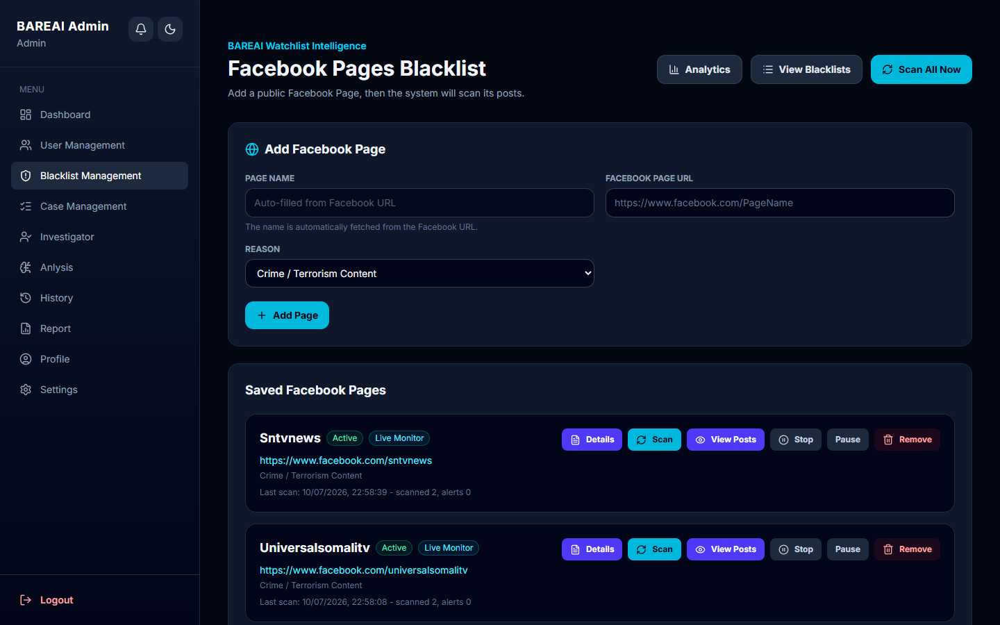 BAREAI Admin
Admin
MENU
Dashboard
User Management
Blacklist Management
Case Management
Investigator
Anlysis
History
Report
Profile
Settings
Logout
BAREAI Watchlist Intelligence
Facebook Pages Blacklist
Add a public Facebook Page, then the system will scan its posts.
Analytics
View Blacklists
Scan All Now
Add Facebook Page
PAGE NAME
Auto-filled from Facebook URL
The name is automatically fetched from the Facebook URL.
FACEBOOK PAGE URL
https://www.facebook.com/PageName
REASON
Crime / Terrorism Content
Add Page
Saved Facebook Pages
Sntvnews Active Live Monitor
https://www.facebook.com/sntvnews
Crime / Terrorism Content
Last scan: 10/07/2026, 22:58:39 - scanned 2, alerts 0
Details Scan View Posts Stop Pause Remove
Universalsomalitv Active Live Monitor
https://www.facebook.com/universalsomalitv
Crime / Terrorism Content
Last scan: 10/07/2026, 22:58:08 - scanned 2, alerts 0
Details Scan View Posts Stop Pause Remove